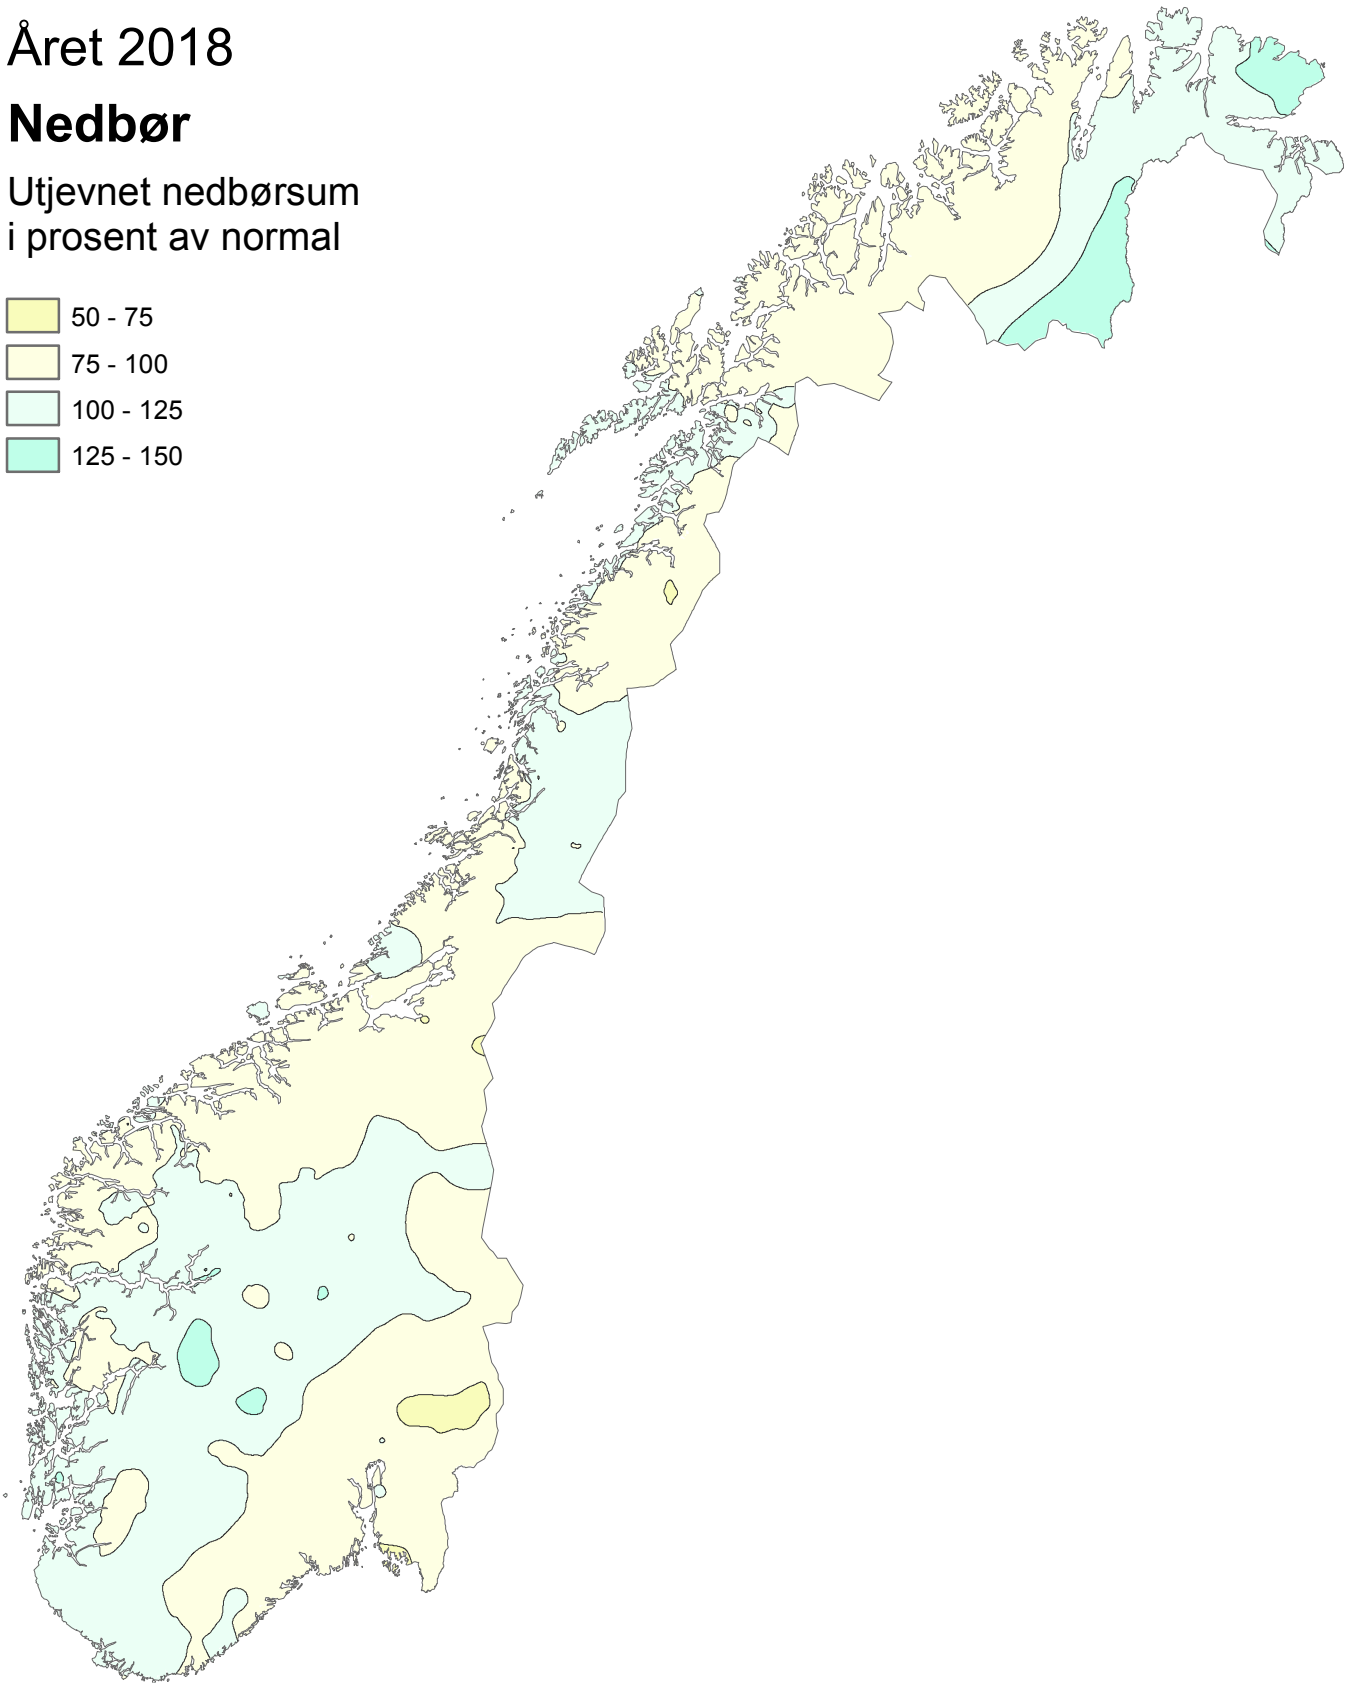 Året 2018
Nedbør
Utjevnet nedbørsum
i prosent av normal
50 - 75
75 - 100
100 - 125
125 - 150